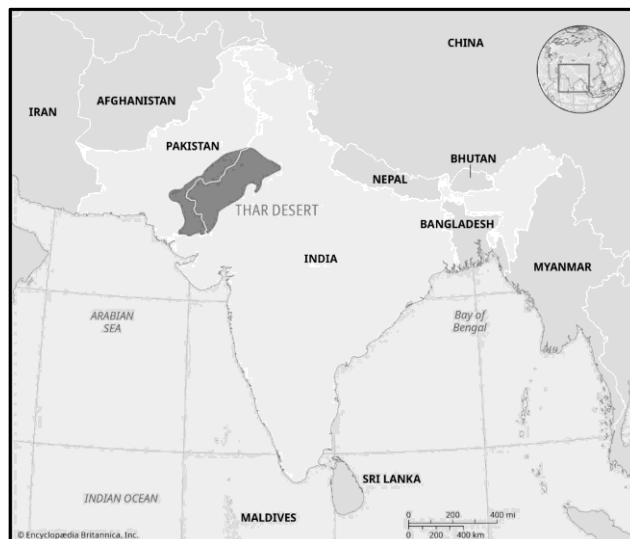 CHINA
AFGHANISTAN
IRAN
PAKISTAN
BHUTAN
NEPAL
THAR DESERT
BANGLADESH
INDIA
MYANMAR
ARABIAN
SEA
Bay of
Bengal
SRI LANKA
INDIAN OCEAN
MALDIVES
0 200 400 mi
0 200 400 km
© Encyclopædia Britannica, Inc.